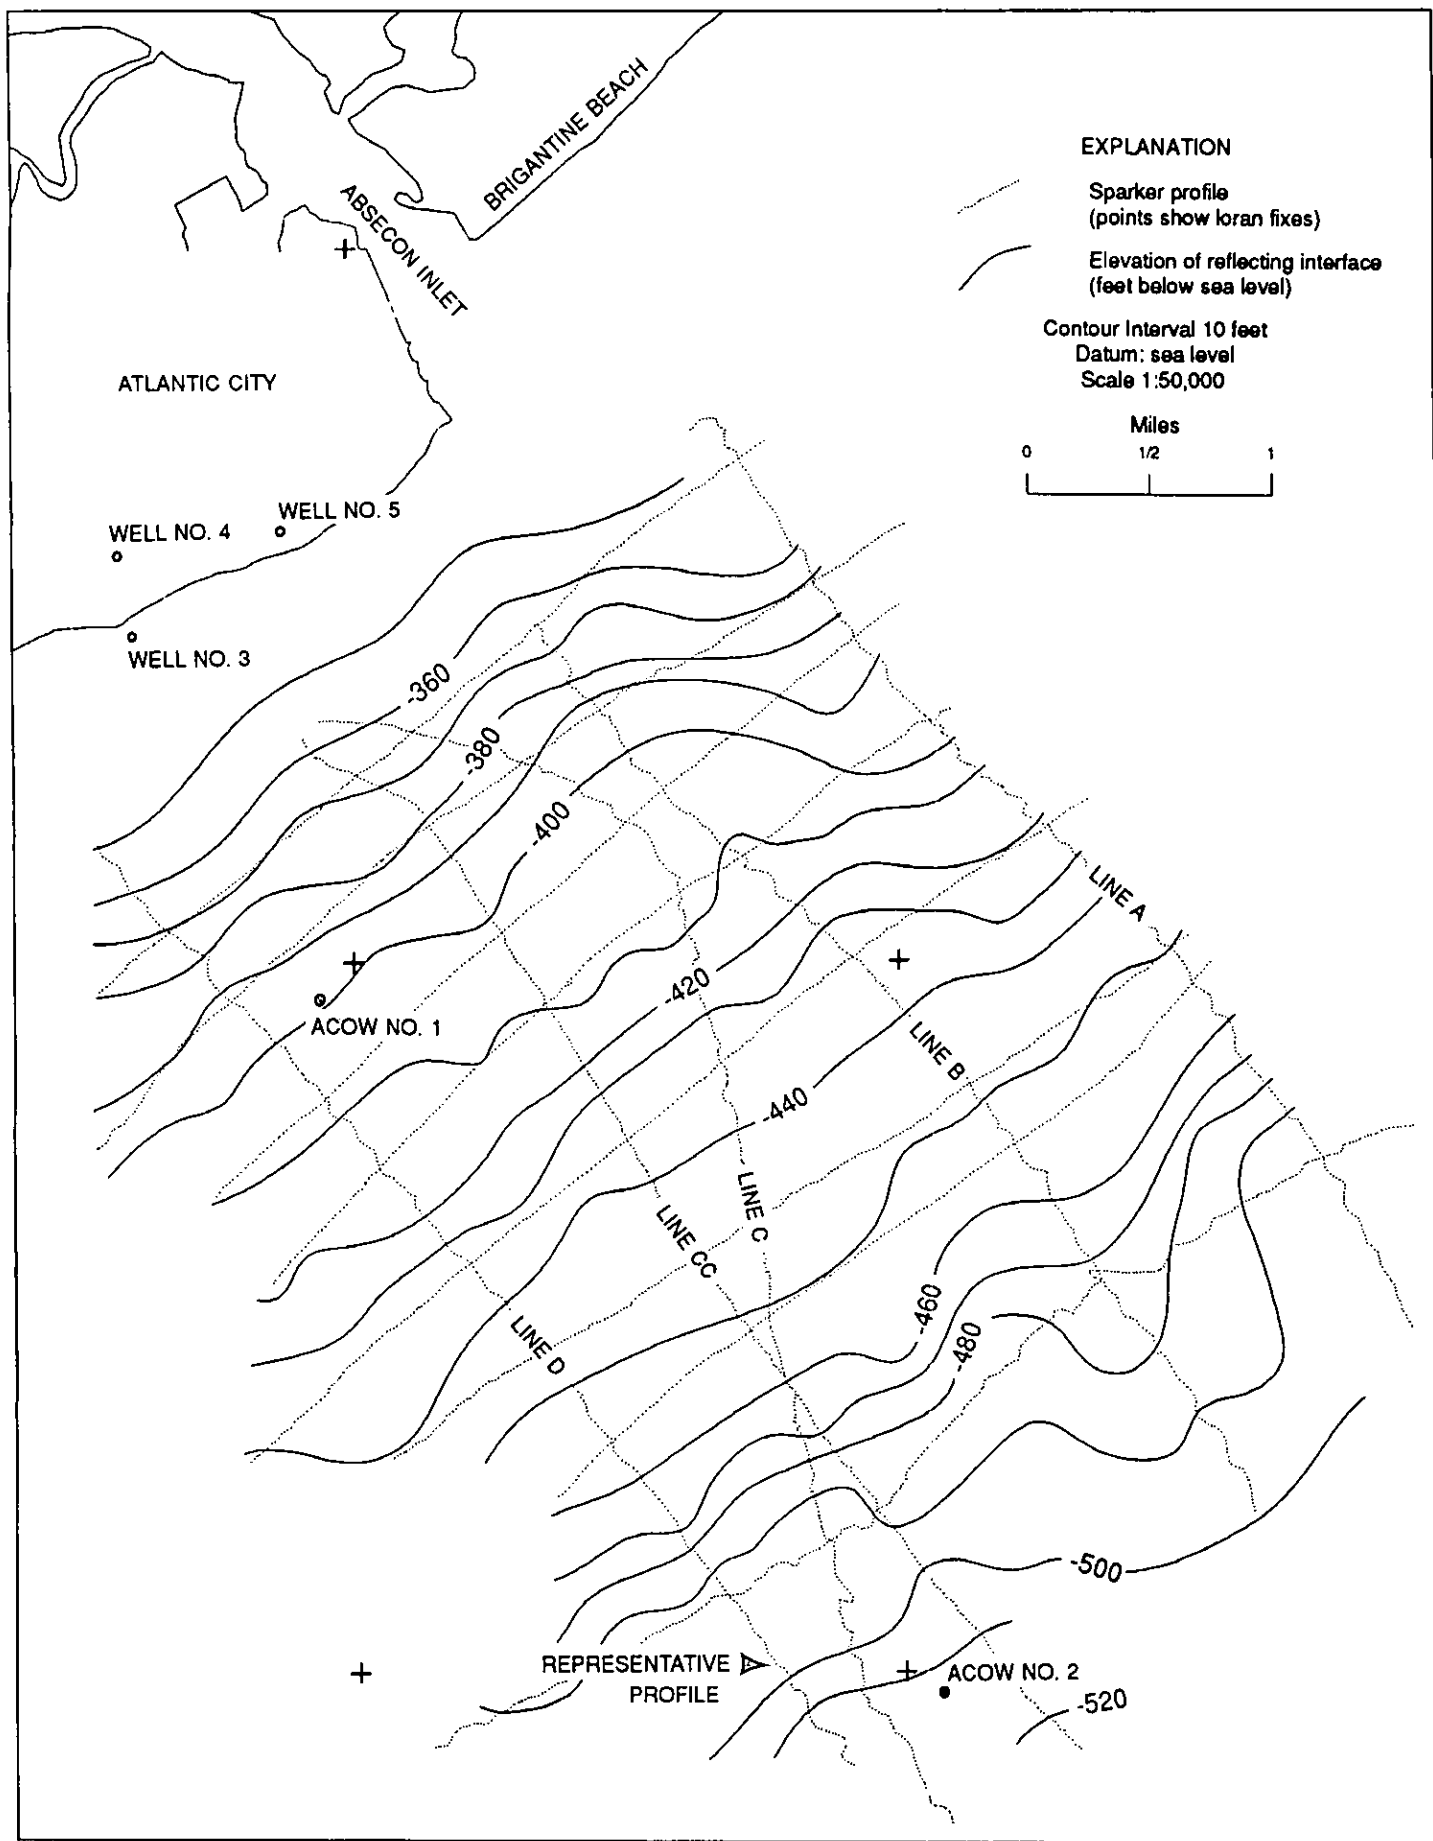 BRIGANTINE BEACH
ABSECON INLET
EXPLANATION
Sparker profile
(points show loran fixes)
Elevation of reflecting interface
(feet below sea level)
Contour Interval 10 feet
Datum: sea level
Scale 1:50,000
Miles
0 1/2 1
ATLANTIC CITY
WELL NO. 5
WELL NO. 4
WELL NO. 3
-360
-380
-400
LINE A
-420
ACOW NO. 1
LINE B
-440
LINE C
LINE CC
-460
LINE D
-480
-500
REPRESENTATIVE
PROFILE
ACOW NO. 2
-520